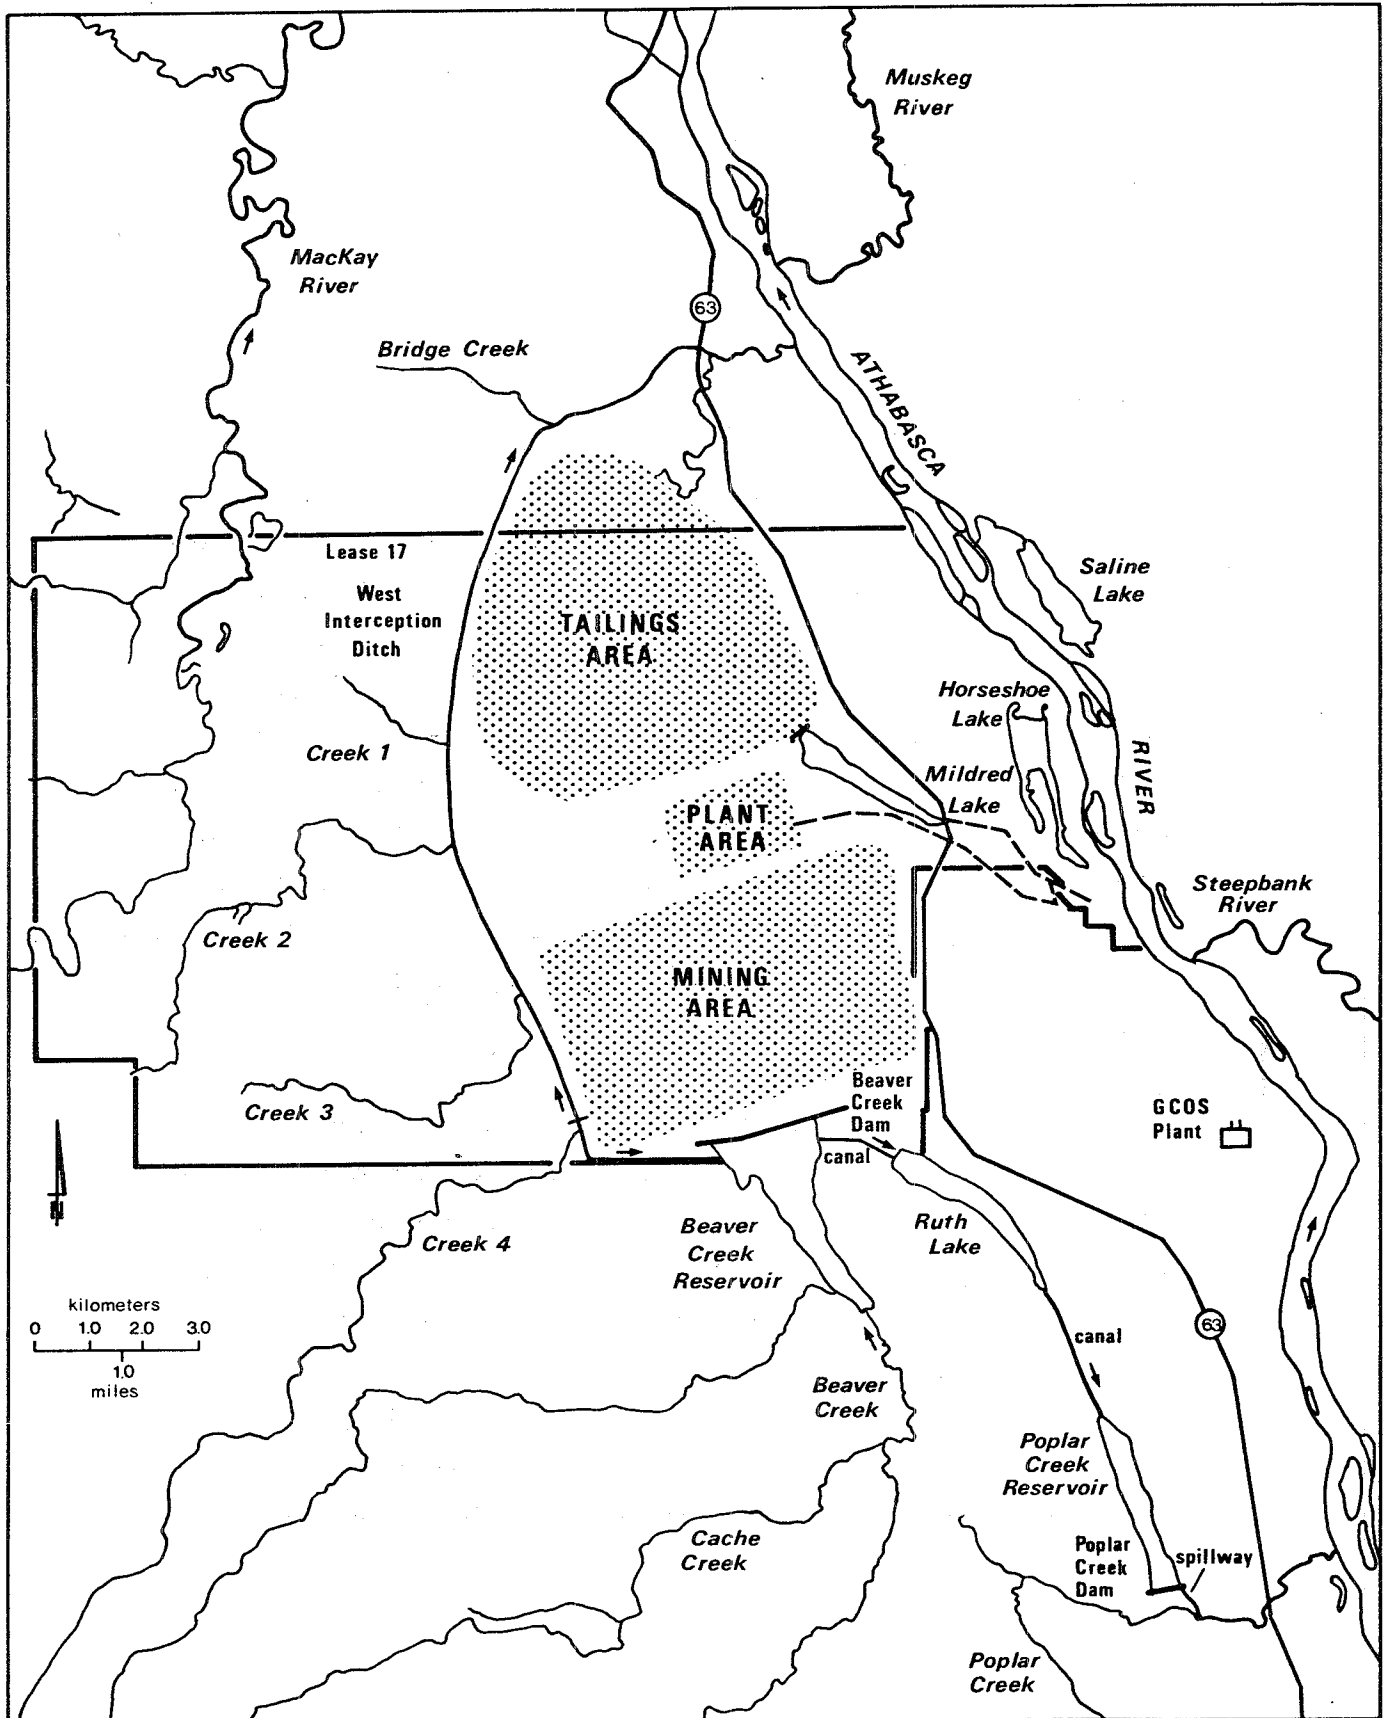 Muskeg
River
MacKay
River
63
Bridge Creek
ATHABASCA
Lease 17
West
Interception
Ditch
Saline
Lake
TAILINGS
AREA
Horseshoe
Lake
Creek 1
RIVER
Mildred
Lake
PLANT
AREA
Steepbank
River
Creek 2
MINING
AREA
Beaver
Creek
Dam
Creek 3
GCOS
Plant
canal
N
Creek 4
Beaver
Creek
Reservoir
Ruth
Lake
kilometers
0 1.0 2.0 3.0
1.0
miles
63
canal
Beaver
Creek
Poplar
Creek
Reservoir
Cache
Creek
Poplar
Creek
Dam
spillway
Poplar
Creek